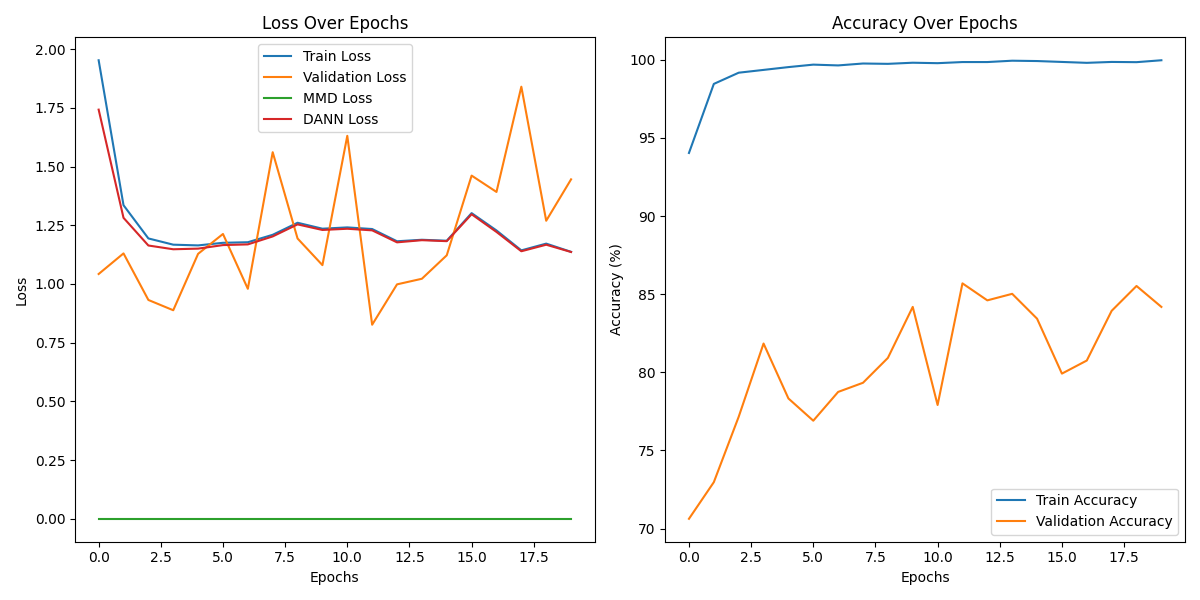 Loss Over Epochs
2.00
1.75
1.50
1.25
1.00
0.75
0.50
0.25
0.00
Loss
Train Loss
Validation Loss
MMD Loss
DANN Loss
0.0 2.5 5.0 7.5 10.0 12.5 15.0 17.5
Epochs
Accuracy Over Epochs
100
95
90
85
80
75
70
Accuracy (%)
Train Accuracy
Validation Accuracy
0.0 2.5 5.0 7.5 10.0 12.5 15.0 17.5
Epochs